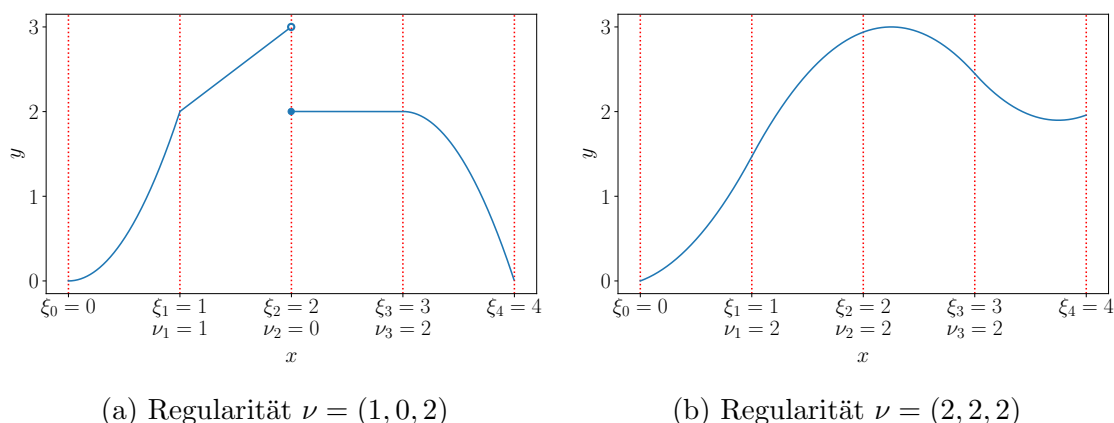 3
2
1
0
y
ξ₀ = 0
ξ₁ = 1
ξ₂ = 2
ξ₃ = 3
ξ₄ = 4
ν₁ = 1
ν₂ = 0
ν₃ = 2
x
(a) Regularität ν = (1, 0, 2)
3
2
1
0
y
ξ₀ = 0
ξ₁ = 1
ξ₂ = 2
ξ₃ = 3
ξ₄ = 4
ν₁ = 2
ν₂ = 2
ν₃ = 2
x
(b) Regularität ν = (2, 2, 2)